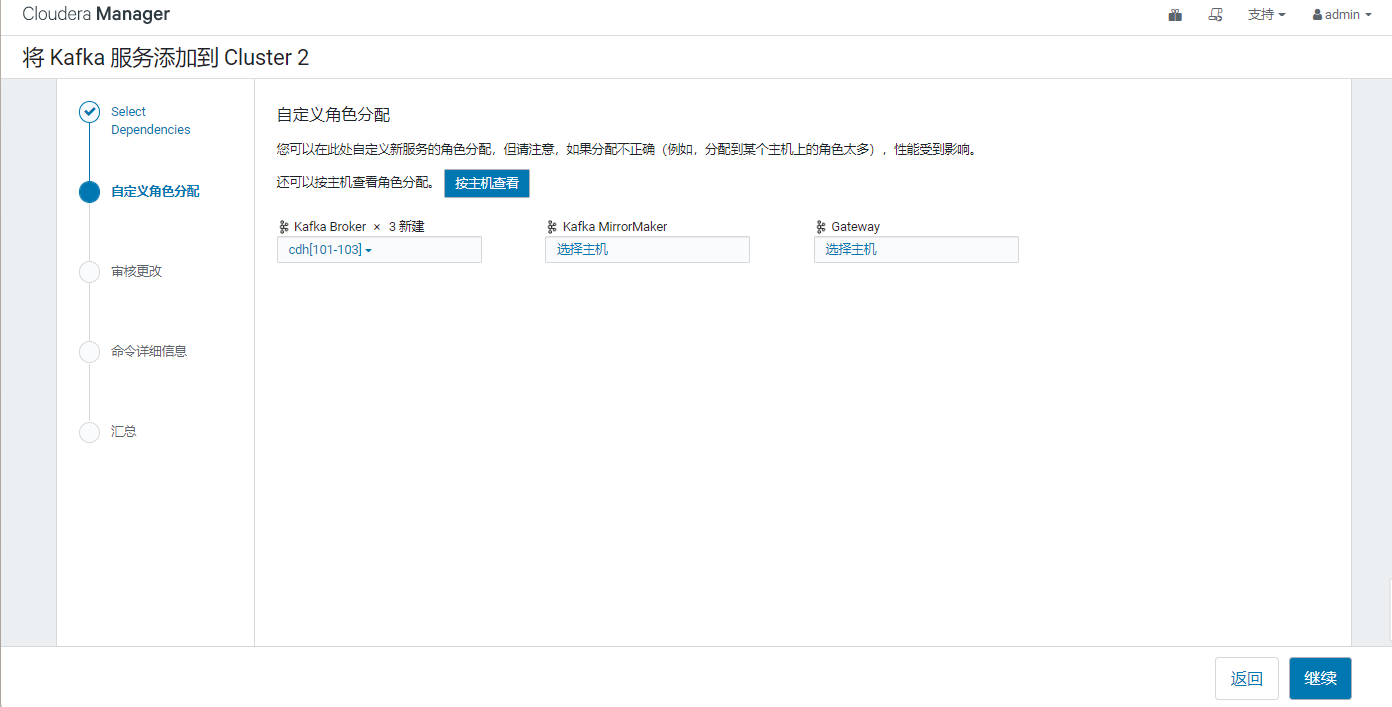 Cloudera Manager
支持
admin
将 Kafka 服务添加到 Cluster 2
Select
Dependencies
自定义角色分配
审核更改
命令详细信息
汇总
自定义角色分配
您可以在此处自定义新服务的角色分配，但请注意，如果分配不正确（例如，分配到某个主机上的角色太多），性能受到影响。
还可以按主机查看角色分配。 按主机查看
Kafka Broker × 3 新建
cdh[101-103]
Kafka MirrorMaker
选择主机
Gateway
选择主机
返回
继续